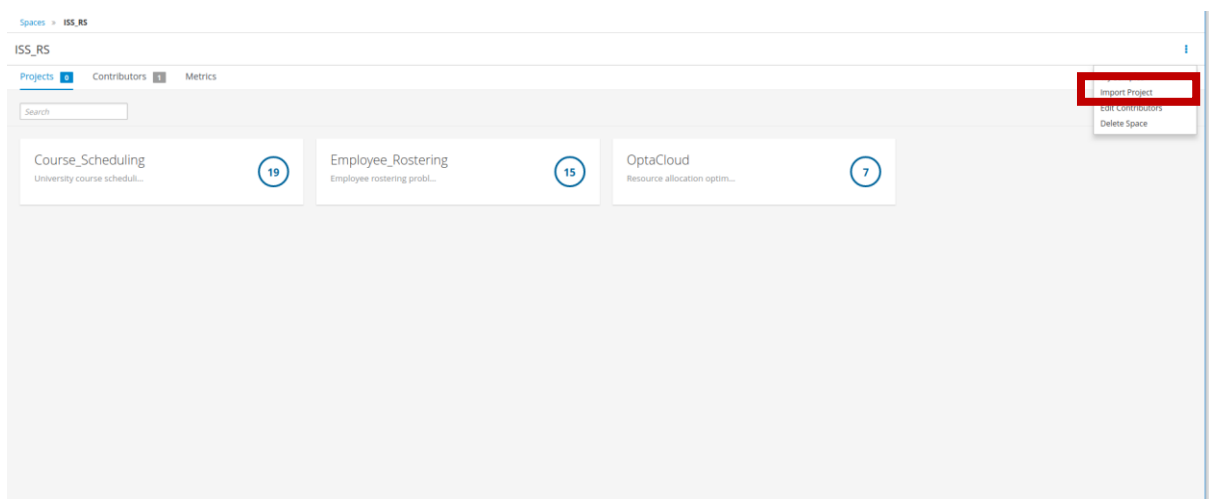 Spaces » ISS_RS
ISS_RS
Projects 0 Contributors 1 Metrics
Import Project
Edit Contributors
Delete Space
Search
Course_Scheduling
University course scheduli...
19
Employee_Rostering
Employee rostering probl...
15
OptaCloud
Resource allocation optim...
7